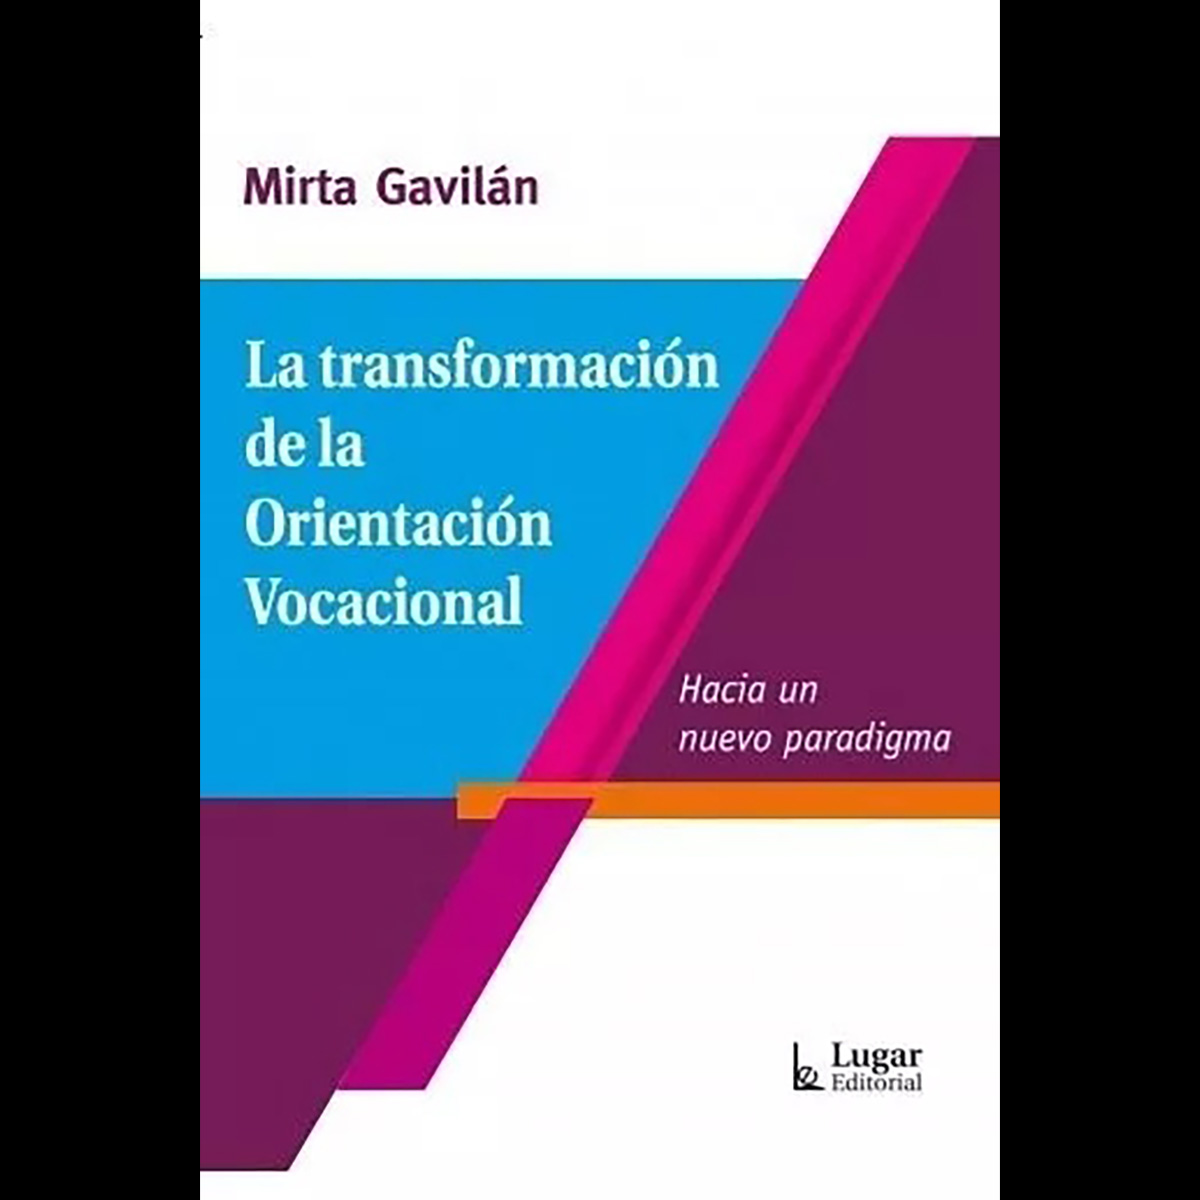 Mirta Gavilán
La transformación
de la
Orientación
Vocacional
Hacia un
nuevo paradigma
Lugar
Editorial